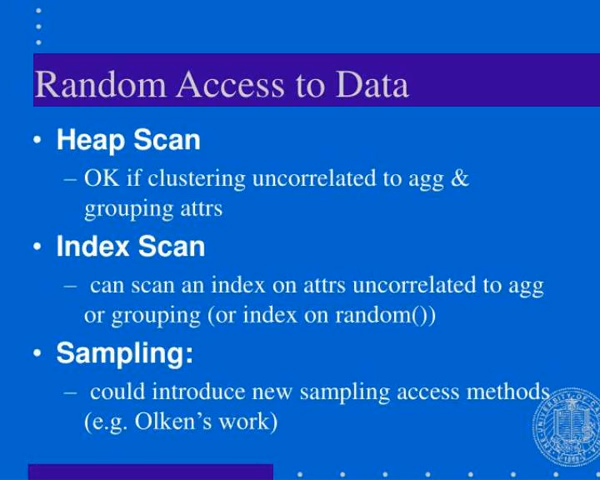 Random Access to Data
• Heap Scan
– OK if clustering uncorrelated to agg &
grouping attrs
• Index Scan
– can scan an index on attrs uncorrelated to agg
or grouping (or index on random())
• Sampling:
– could introduce new sampling access methods
(e.g. Olken's work)